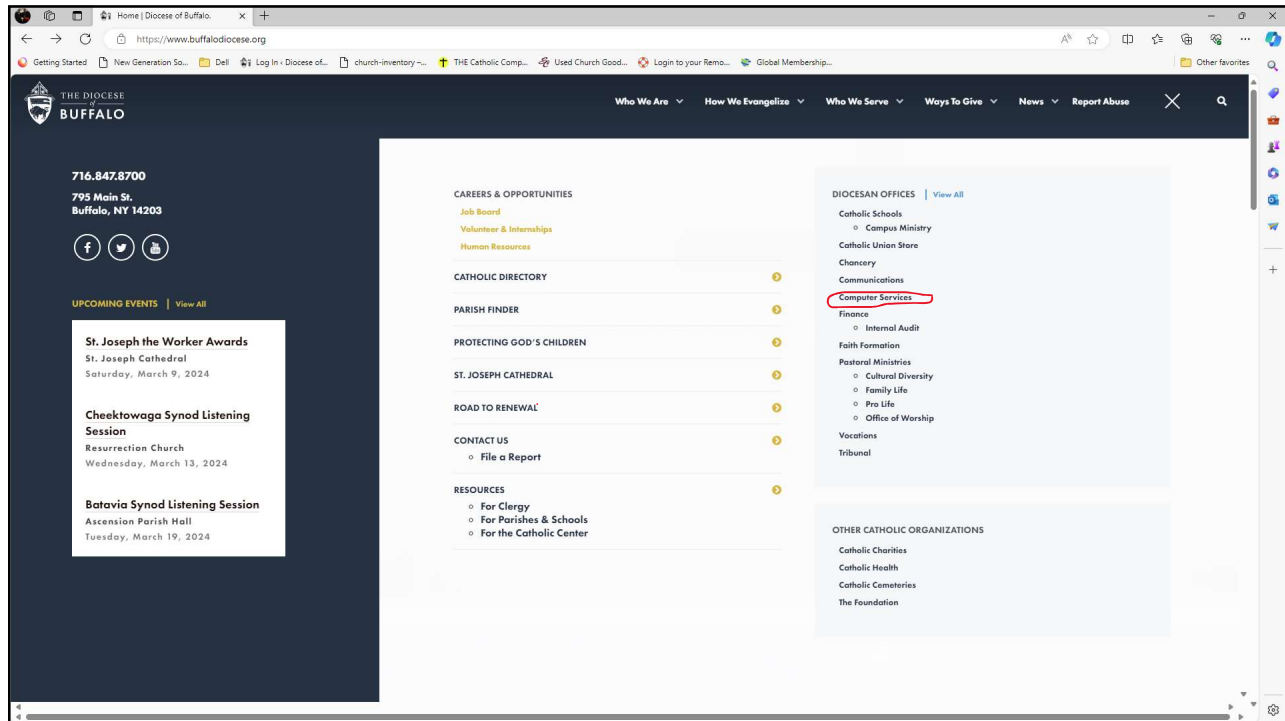 Home | Diocese of Buffalo.
https://www.buffalodiocese.org
Getting Started
New Generation So...
Dell
Log In ‹ Diocese of...
church-inventory –...
THE Catholic Comp...
Used Church Good...
Login to your Remo...
Global Membership...
Other favorites
THE DIOCESE
of
BUFFALO
Who We Are
How We Evangelize
Who We Serve
Ways To Give
News
Report Abuse
716.847.8700
795 Main St.
Buffalo, NY 14203
UPCOMING EVENTS | View All
St. Joseph the Worker Awards
St. Joseph Cathedral
Saturday, March 9, 2024
Cheektowaga Synod Listening
Session
Resurrection Church
Wednesday, March 13, 2024
Batavia Synod Listening Session
Ascension Parish Hall
Tuesday, March 19, 2024
CAREERS & OPPORTUNITIES
Job Board
Volunteer & Internships
Human Resources
CATHOLIC DIRECTORY
PARISH FINDER
PROTECTING GOD'S CHILDREN
ST. JOSEPH CATHEDRAL
ROAD TO RENEWAL
CONTACT US
File a Report
RESOURCES
For Clergy
For Parishes & Schools
For the Catholic Center
DIOCESAN OFFICES | View All
Catholic Schools
Campus Ministry
Catholic Union Store
Chancery
Communications
Computer Services
Finance
Internal Audit
Faith Formation
Pastoral Ministries
Cultural Diversity
Family Life
Pro Life
Office of Worship
Vocations
Tribunal
OTHER CATHOLIC ORGANIZATIONS
Catholic Charities
Catholic Health
Catholic Cemeteries
The Foundation